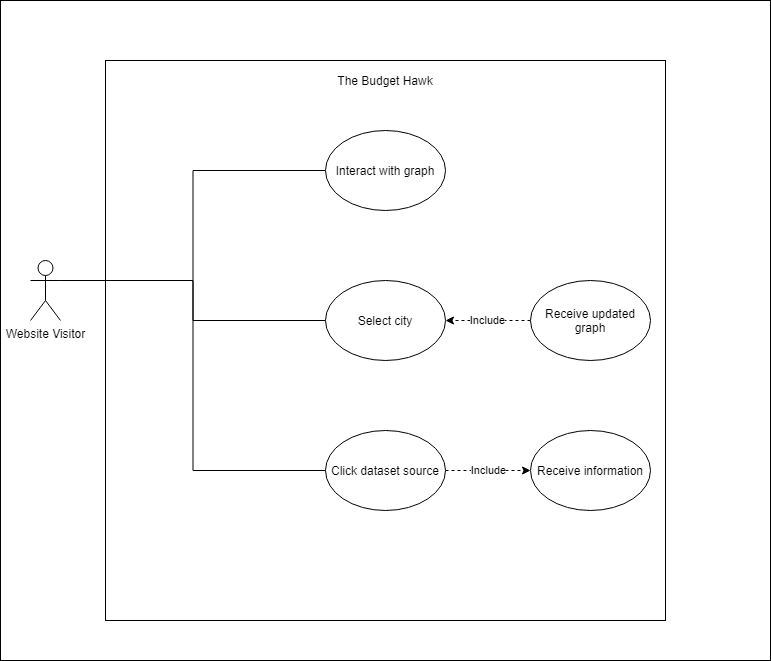 The Budget Hawk
Interact with graph
Website Visitor
Select city
Include
Receive updated
graph
Click dataset source
Include
Receive information